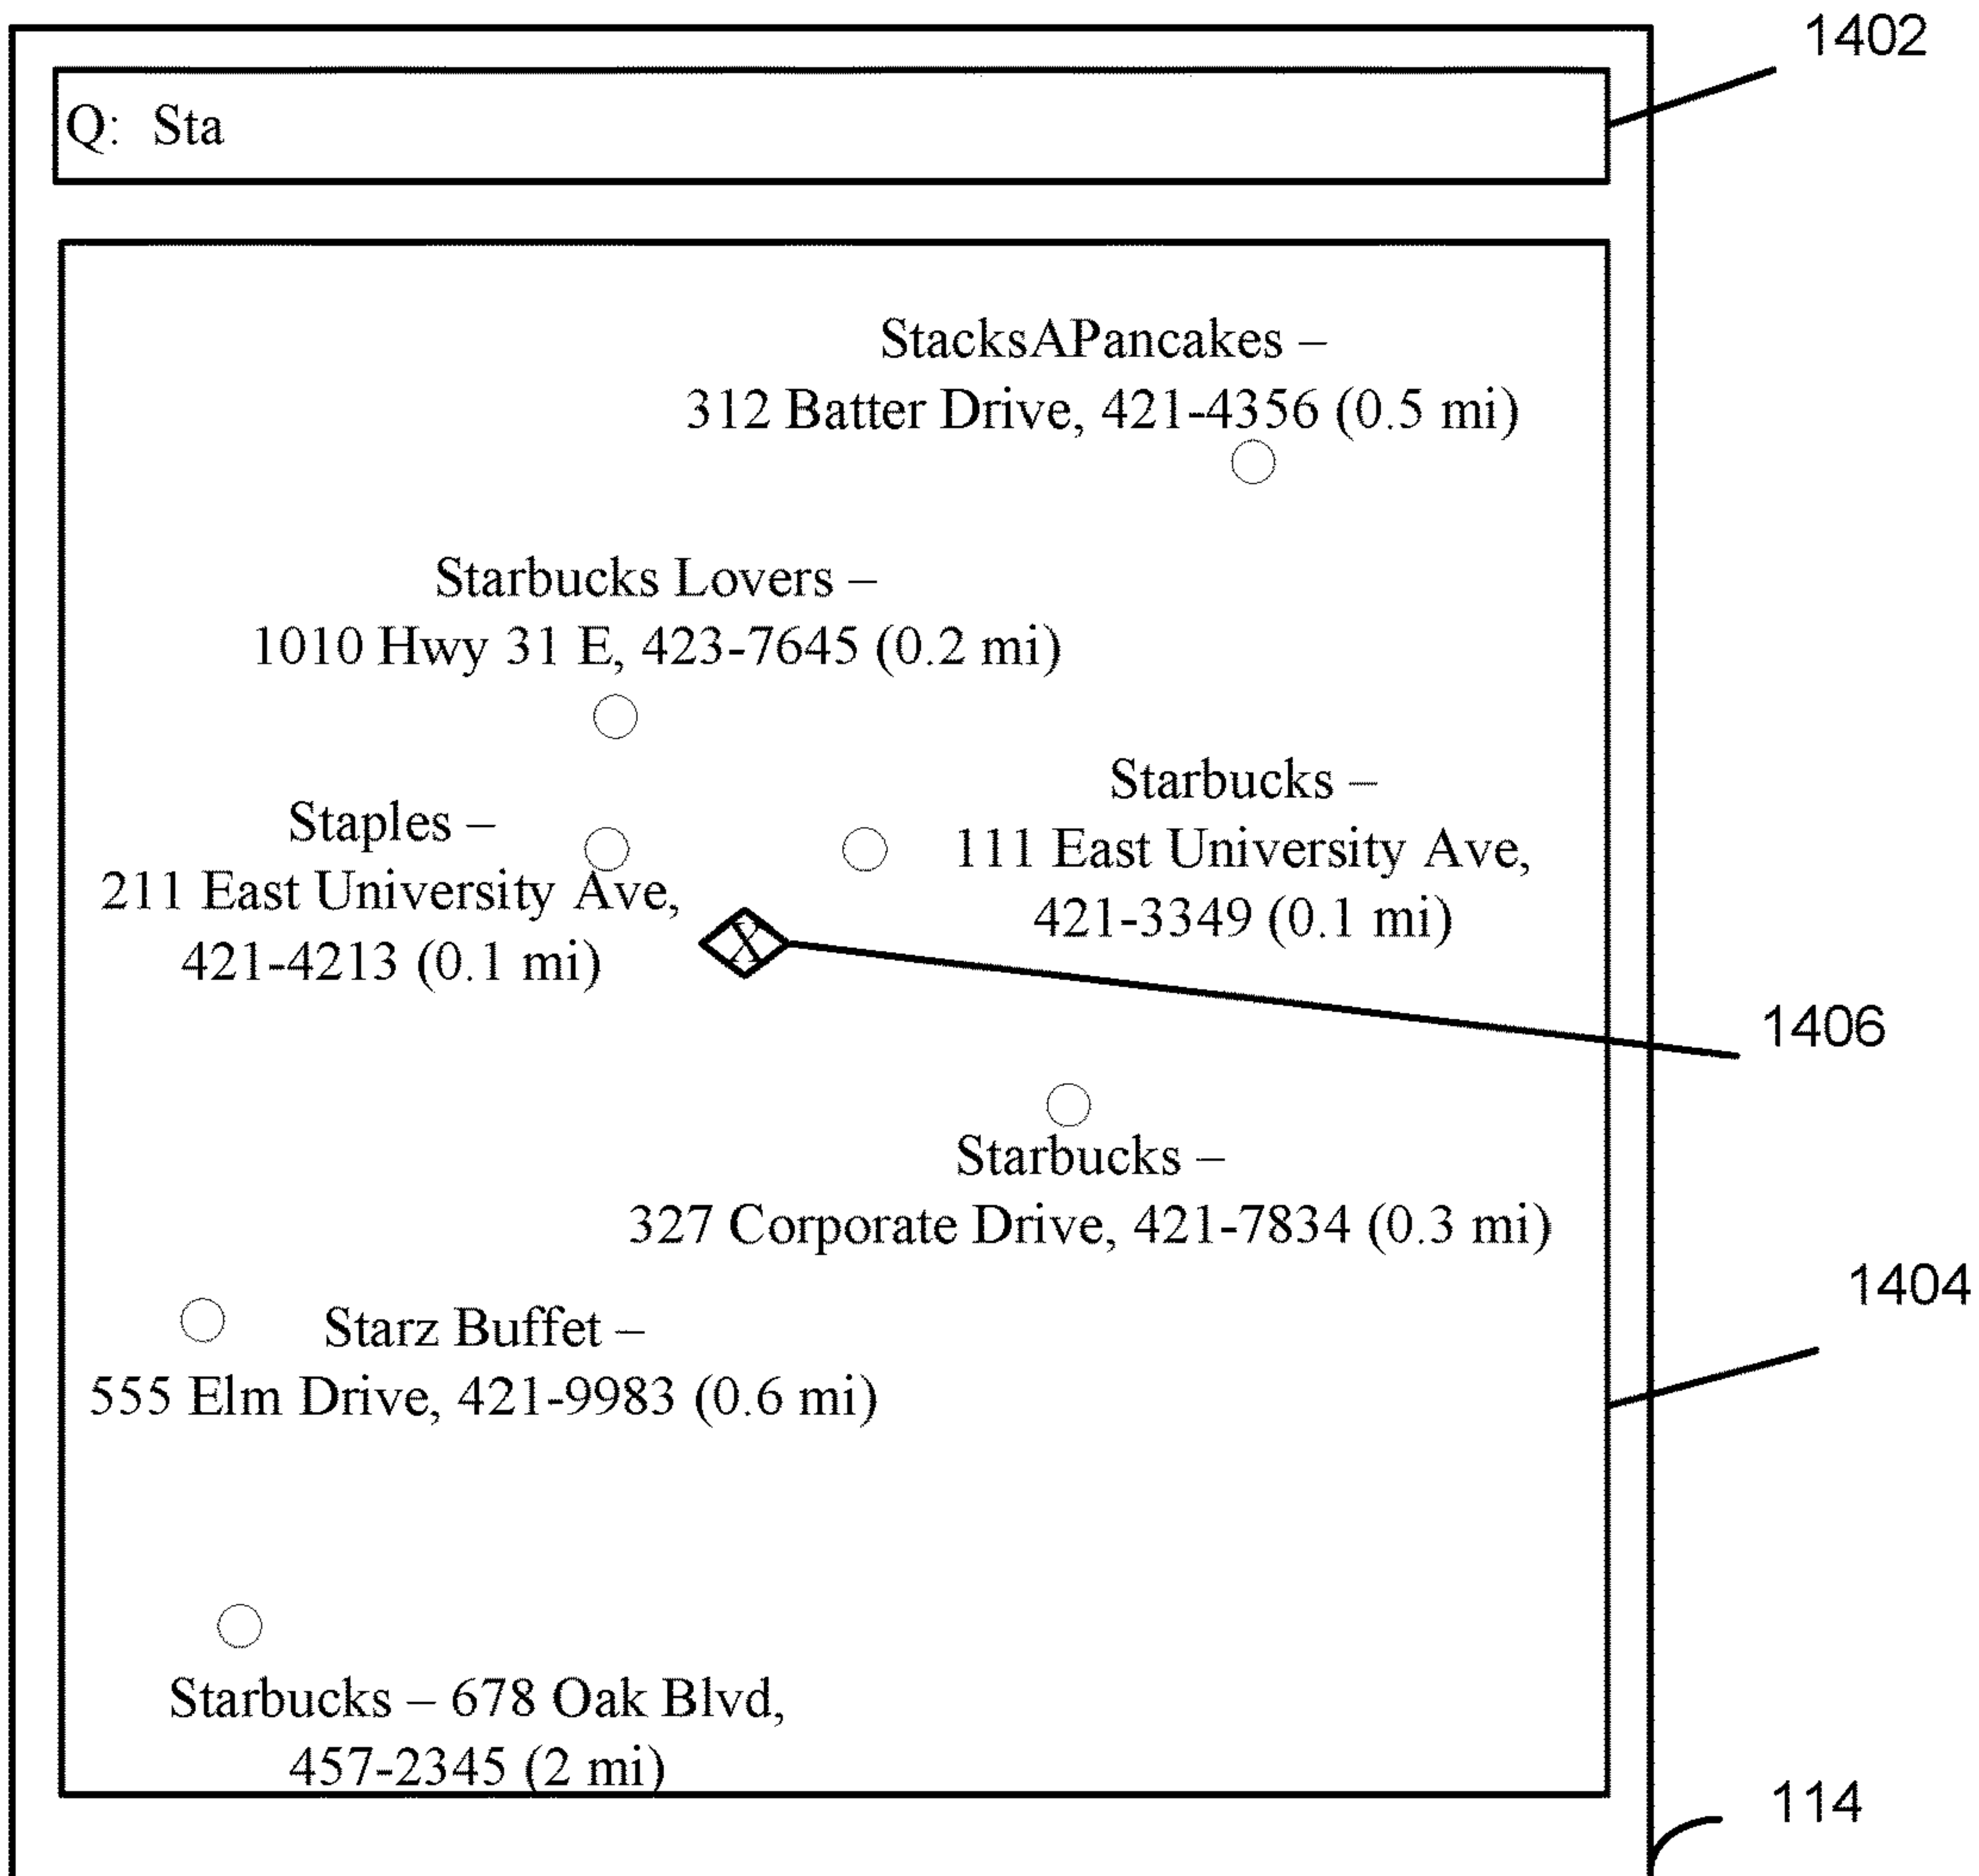 1402
Q: Sta
StacksAPancakes –
312 Batter Drive, 421-4356 (0.5 mi)
Starbucks Lovers –
1010 Hwy 31 E, 423-7645 (0.2 mi)
Starbucks –
111 East University Ave,
421-3349 (0.1 mi)
Staples –
211 East University Ave,
421-4213 (0.1 mi)
X
1406
Starbucks –
327 Corporate Drive, 421-7834 (0.3 mi)
1404
Starz Buffet –
555 Elm Drive, 421-9983 (0.6 mi)
Starbucks – 678 Oak Blvd,
457-2345 (2 mi)
114